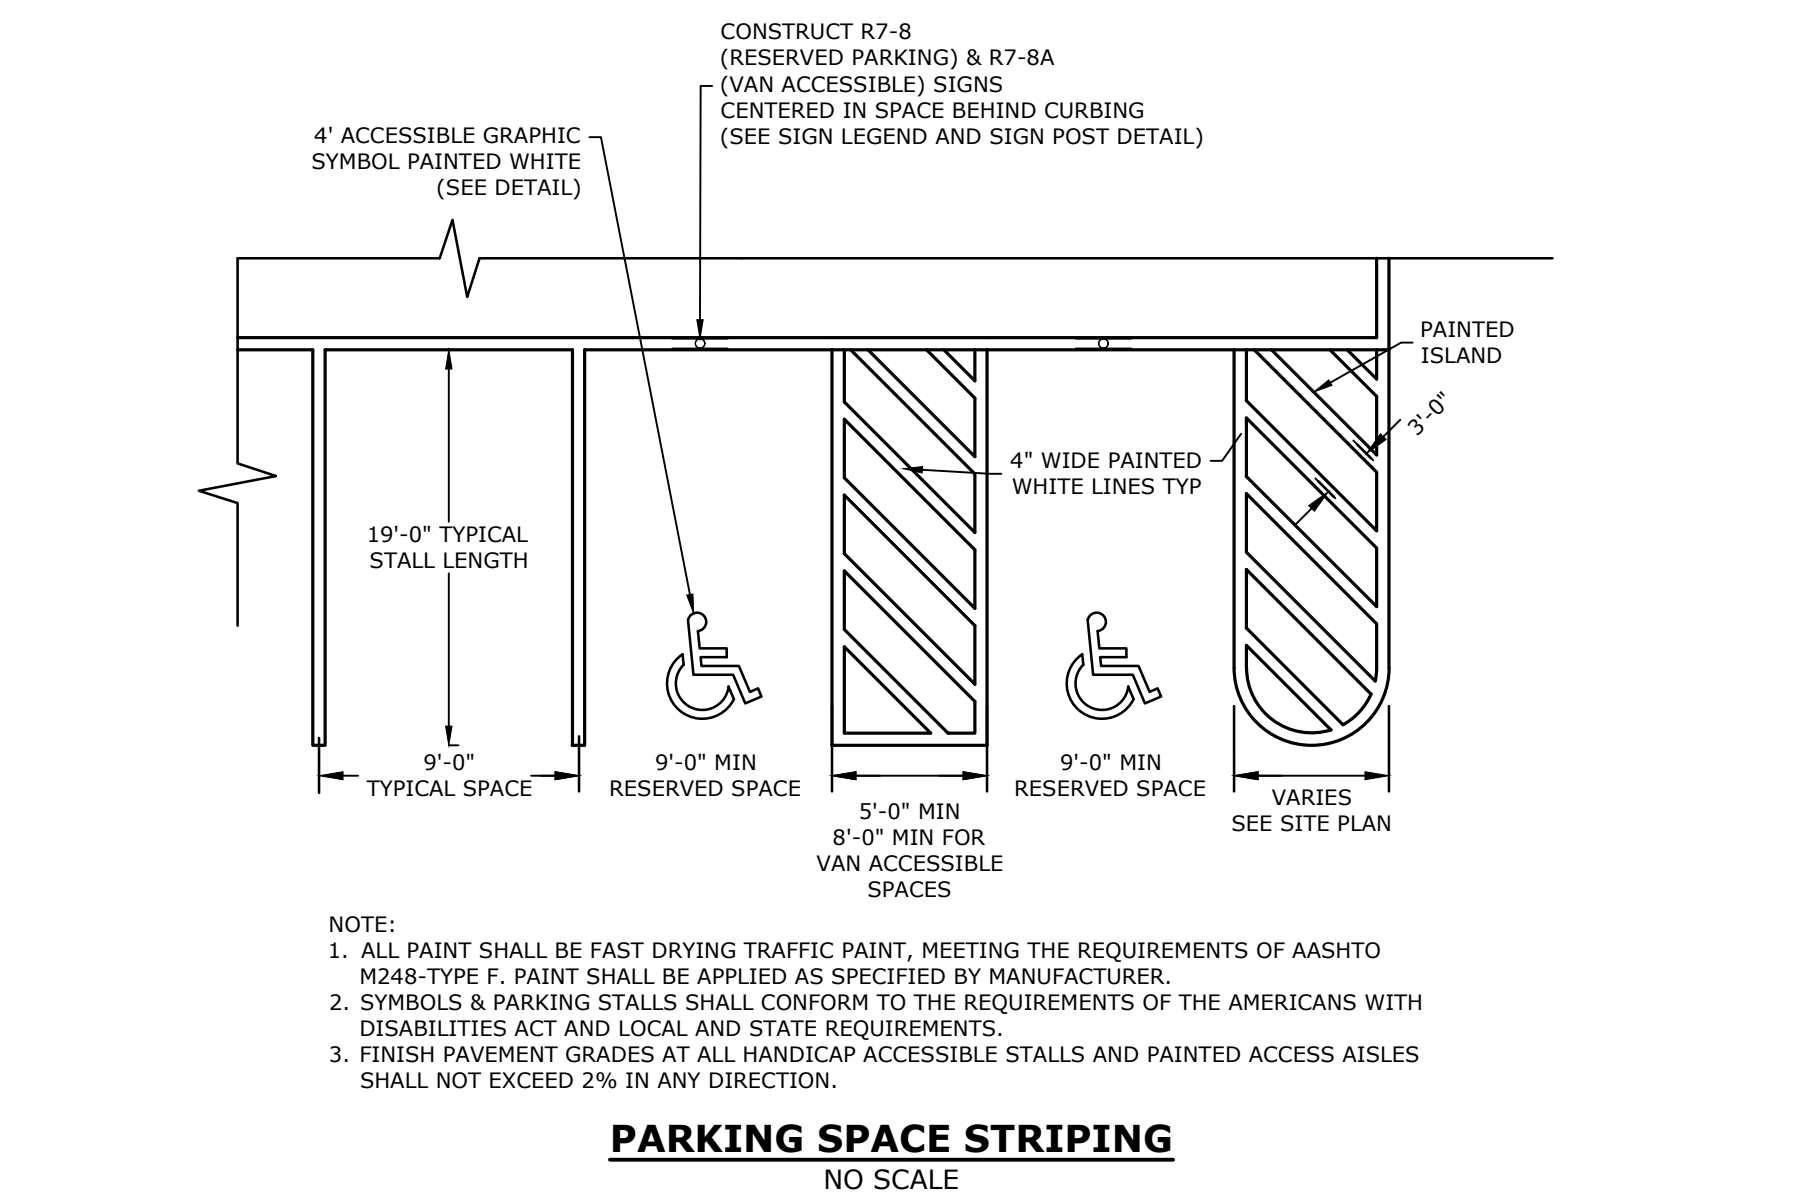 CONSTRUCT R7-8
(RESERVED PARKING) & R7-8A
(VAN ACCESSIBLE) SIGNS
CENTERED IN SPACE BEHIND CURBING
(SEE SIGN LEGEND AND SIGN POST DETAIL)
4' ACCESSIBLE GRAPHIC
SYMBOL PAINTED WHITE
(SEE DETAIL)
PAINTED
ISLAND
3'-0"
4" WIDE PAINTED
WHITE LINES TYP
19'-0" TYPICAL
STALL LENGTH
9'-0"
TYPICAL SPACE
9'-0" MIN
RESERVED SPACE
5'-0" MIN
8'-0" MIN FOR
VAN ACCESSIBLE
SPACES
9'-0" MIN
RESERVED SPACE
VARIES
SEE SITE PLAN
NOTE:
1. ALL PAINT SHALL BE FAST DRYING TRAFFIC PAINT, MEETING THE REQUIREMENTS OF AASHTO
M248-TYPE F. PAINT SHALL BE APPLIED AS SPECIFIED BY MANUFACTURER.
2. SYMBOLS & PARKING STALLS SHALL CONFORM TO THE REQUIREMENTS OF THE AMERICANS WITH
DISABILITIES ACT AND LOCAL AND STATE REQUIREMENTS.
3. FINISH PAVEMENT GRADES AT ALL HANDICAP ACCESSIBLE STALLS AND PAINTED ACCESS AISLES
SHALL NOT EXCEED 2% IN ANY DIRECTION.
PARKING SPACE STRIPING
NO SCALE